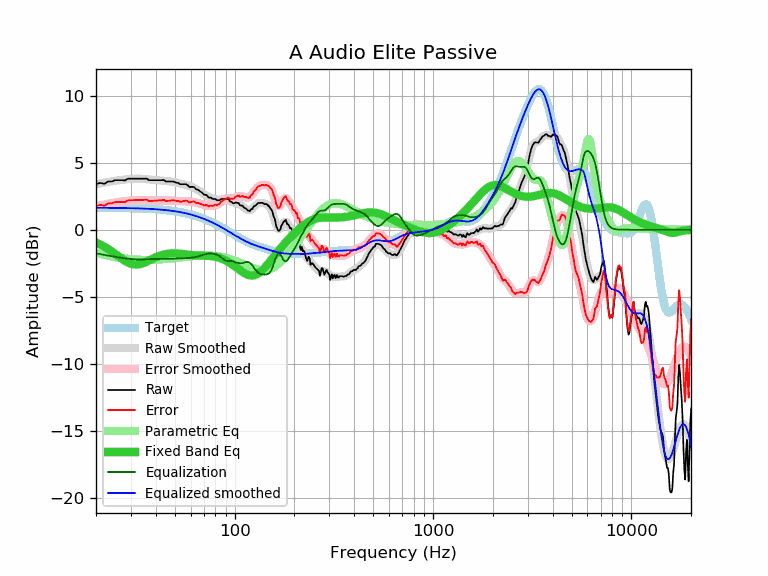 A Audio Elite Passive
10
5
0
−5
−10
−15
−20
Amplitude (dBr)
Target
Raw Smoothed
Error Smoothed
Raw
Error
Parametric Eq
Fixed Band Eq
Equalization
Equalized smoothed
100 1000 10000
Frequency (Hz)